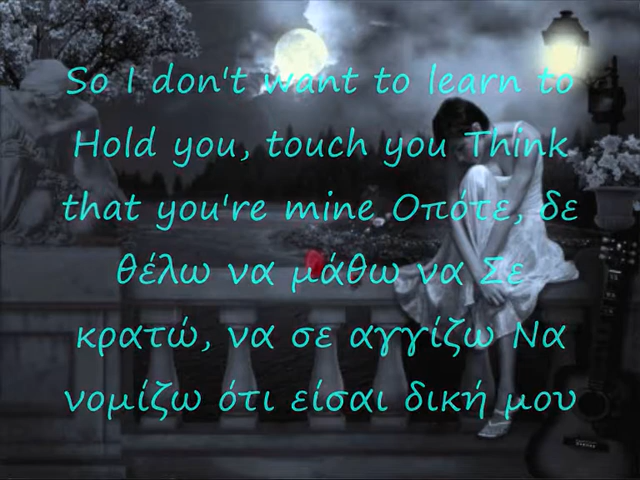 So I don't want to learn to
Hold you, touch you Think
that you're mine Οπότε, δε
θέλω να μάθω να Σε
κρατώ, να σε αγγίζω Να
νομίζω ότι είσαι δική μου